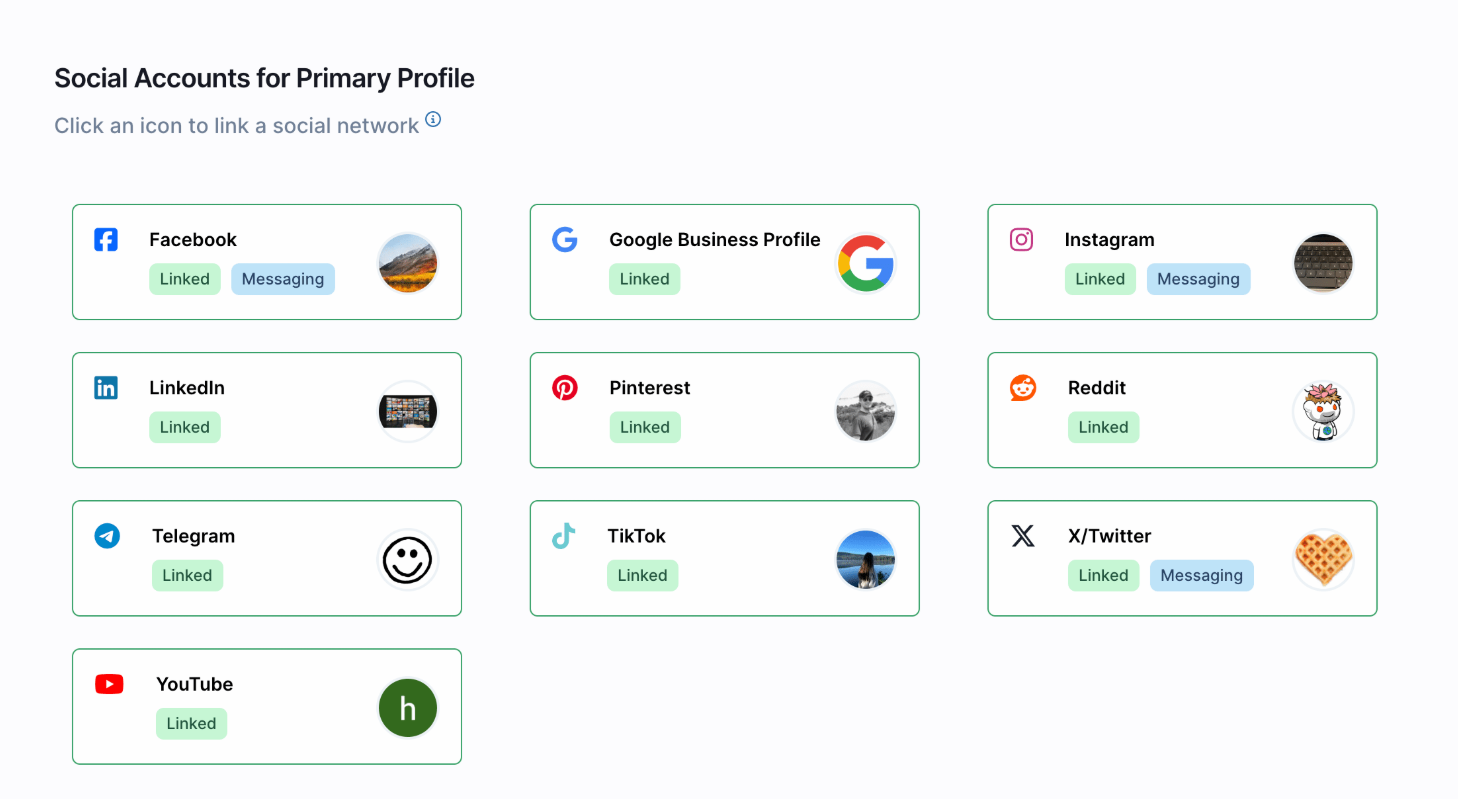 Social Accounts for Primary Profile
Click an icon to link a social network
Facebook
Linked Messaging
Google Business Profile
Linked
Instagram
Linked Messaging
LinkedIn
Linked
Pinterest
Linked
Reddit
Linked
Telegram
Linked
TikTok
Linked
X/Twitter
Linked Messaging
YouTube
Linked
h